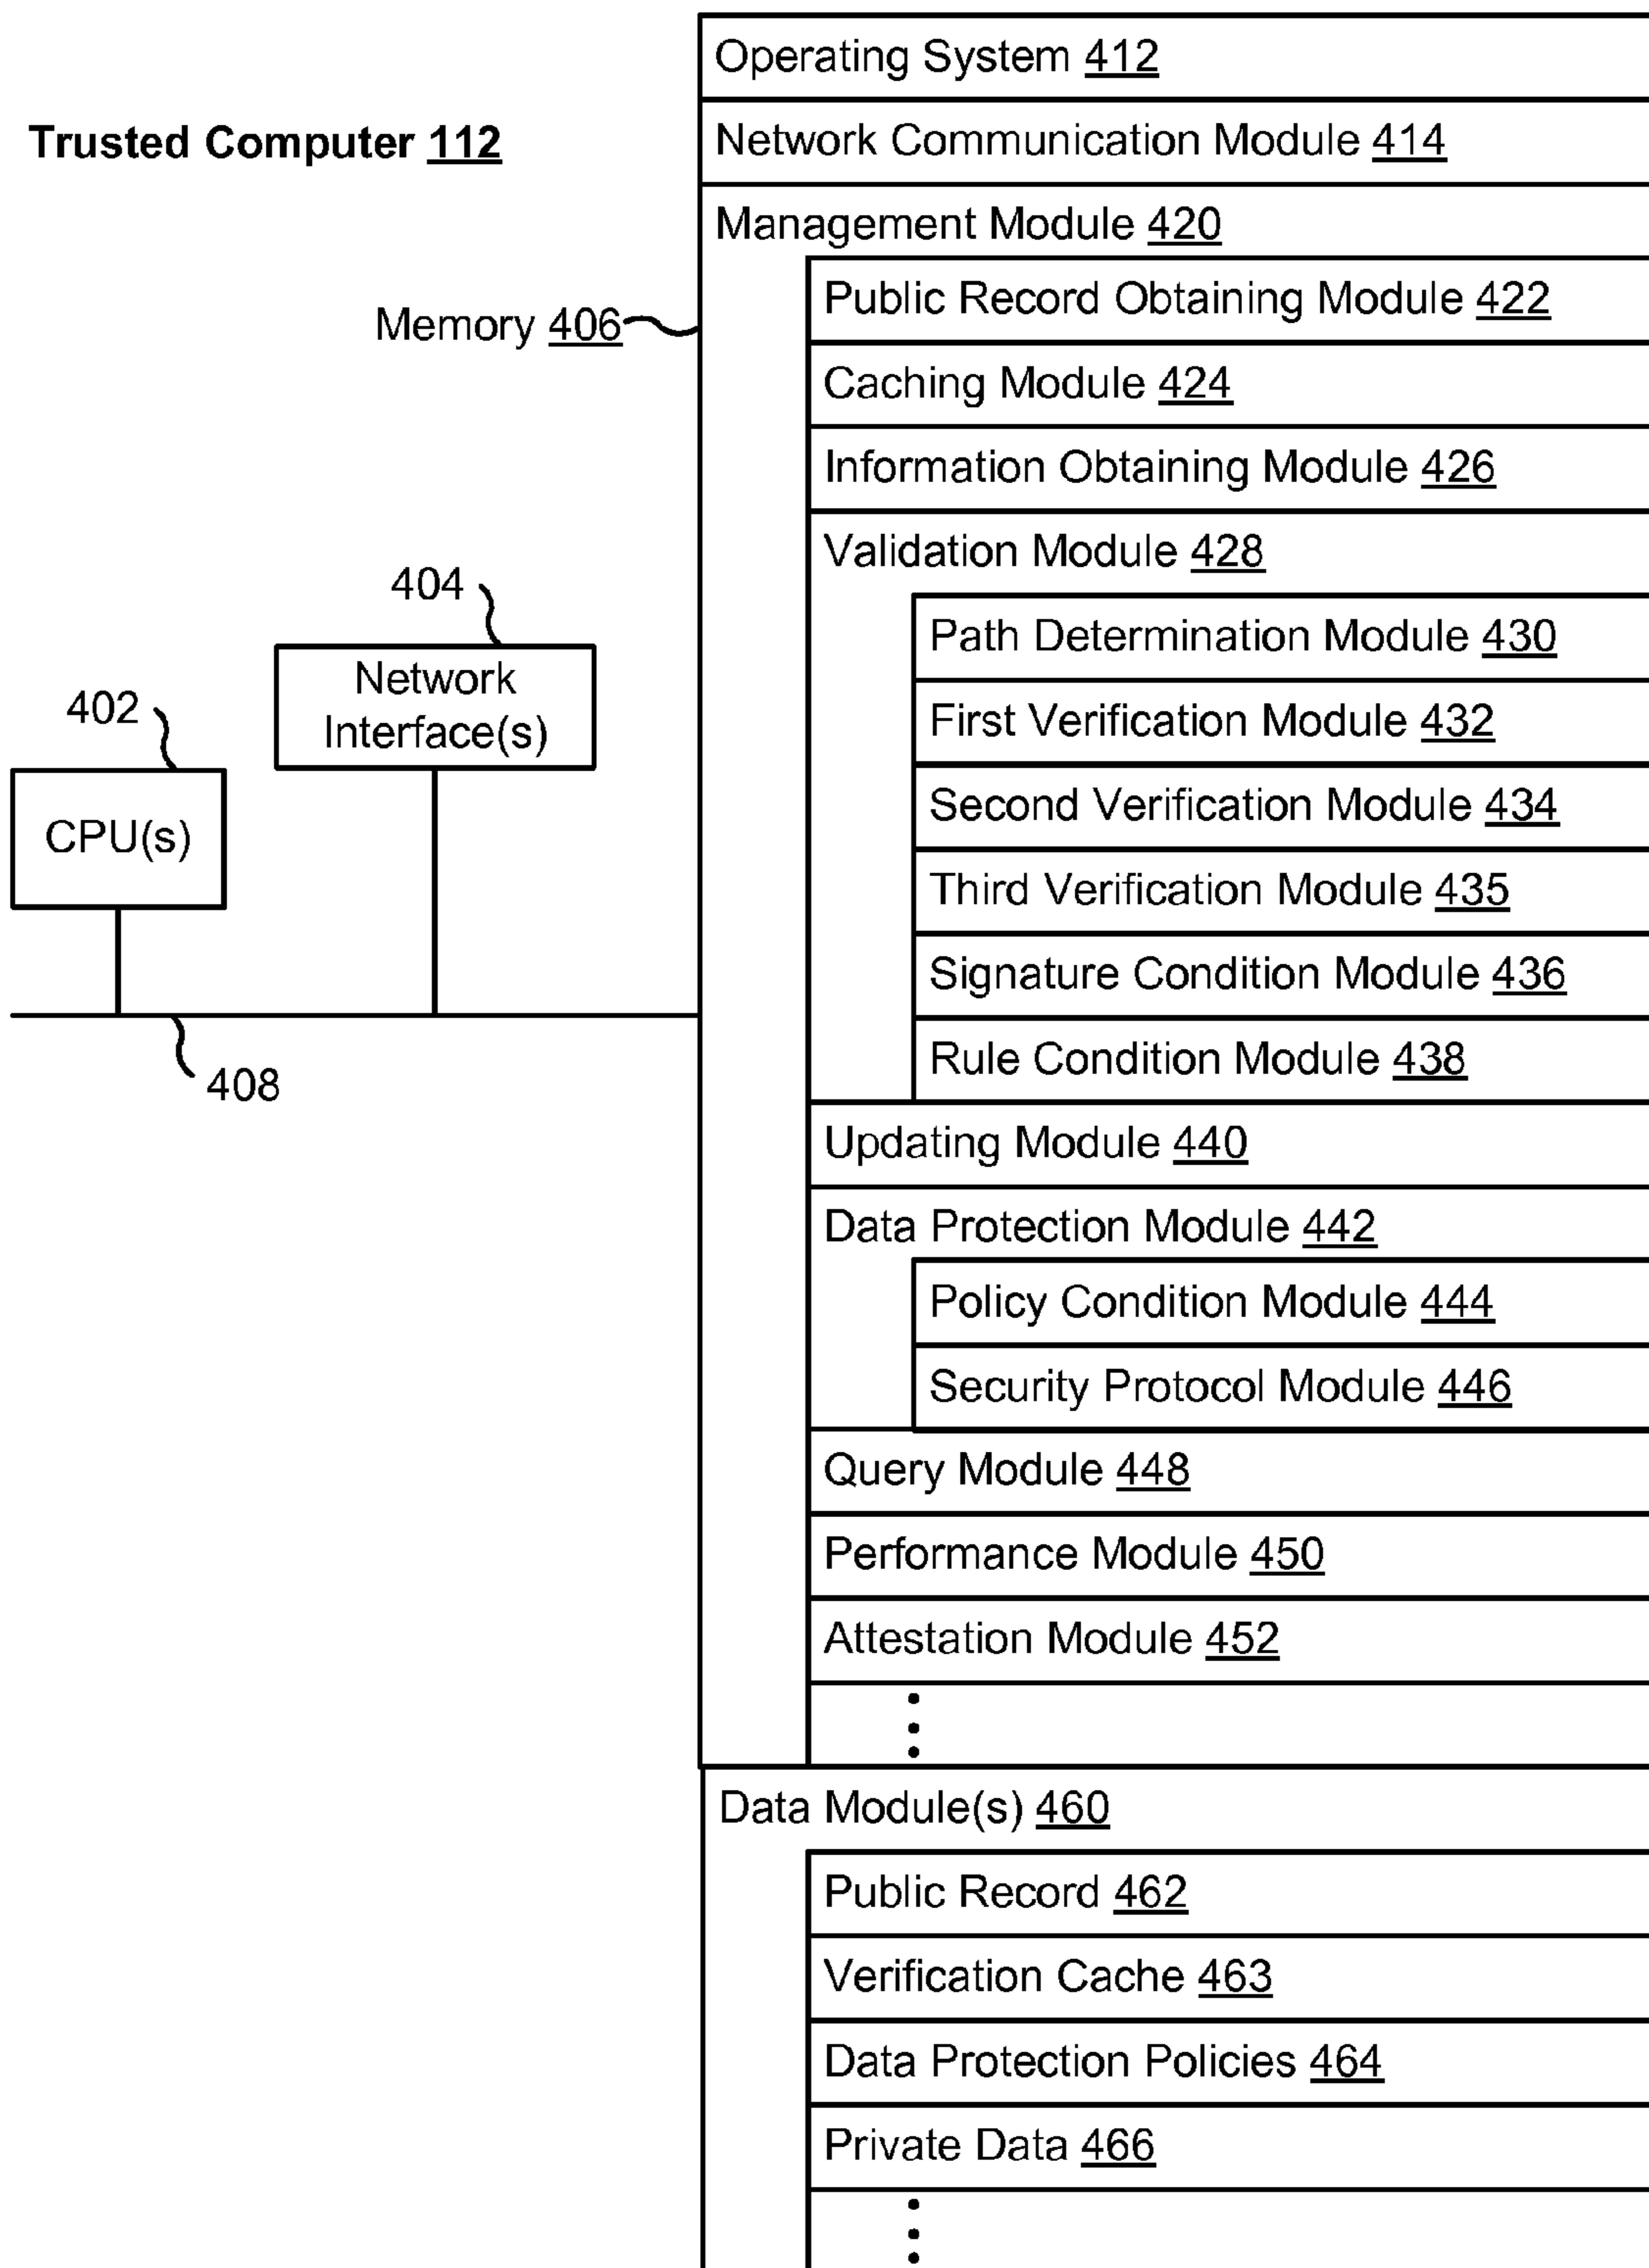 Trusted Computer 112
Operating System 412
Network Communication Module 414
Management Module 420
Memory 406
Public Record Obtaining Module 422
Caching Module 424
Information Obtaining Module 426
Validation Module 428
404
Network
Interface(s)
402
CPU(s)
408
Path Determination Module 430
First Verification Module 432
Second Verification Module 434
Third Verification Module 435
Signature Condition Module 436
Rule Condition Module 438
Updating Module 440
Data Protection Module 442
Policy Condition Module 444
Security Protocol Module 446
Query Module 448
Performance Module 450
Attestation Module 452
Data Module(s) 460
Public Record 462
Verification Cache 463
Data Protection Policies 464
Private Data 466